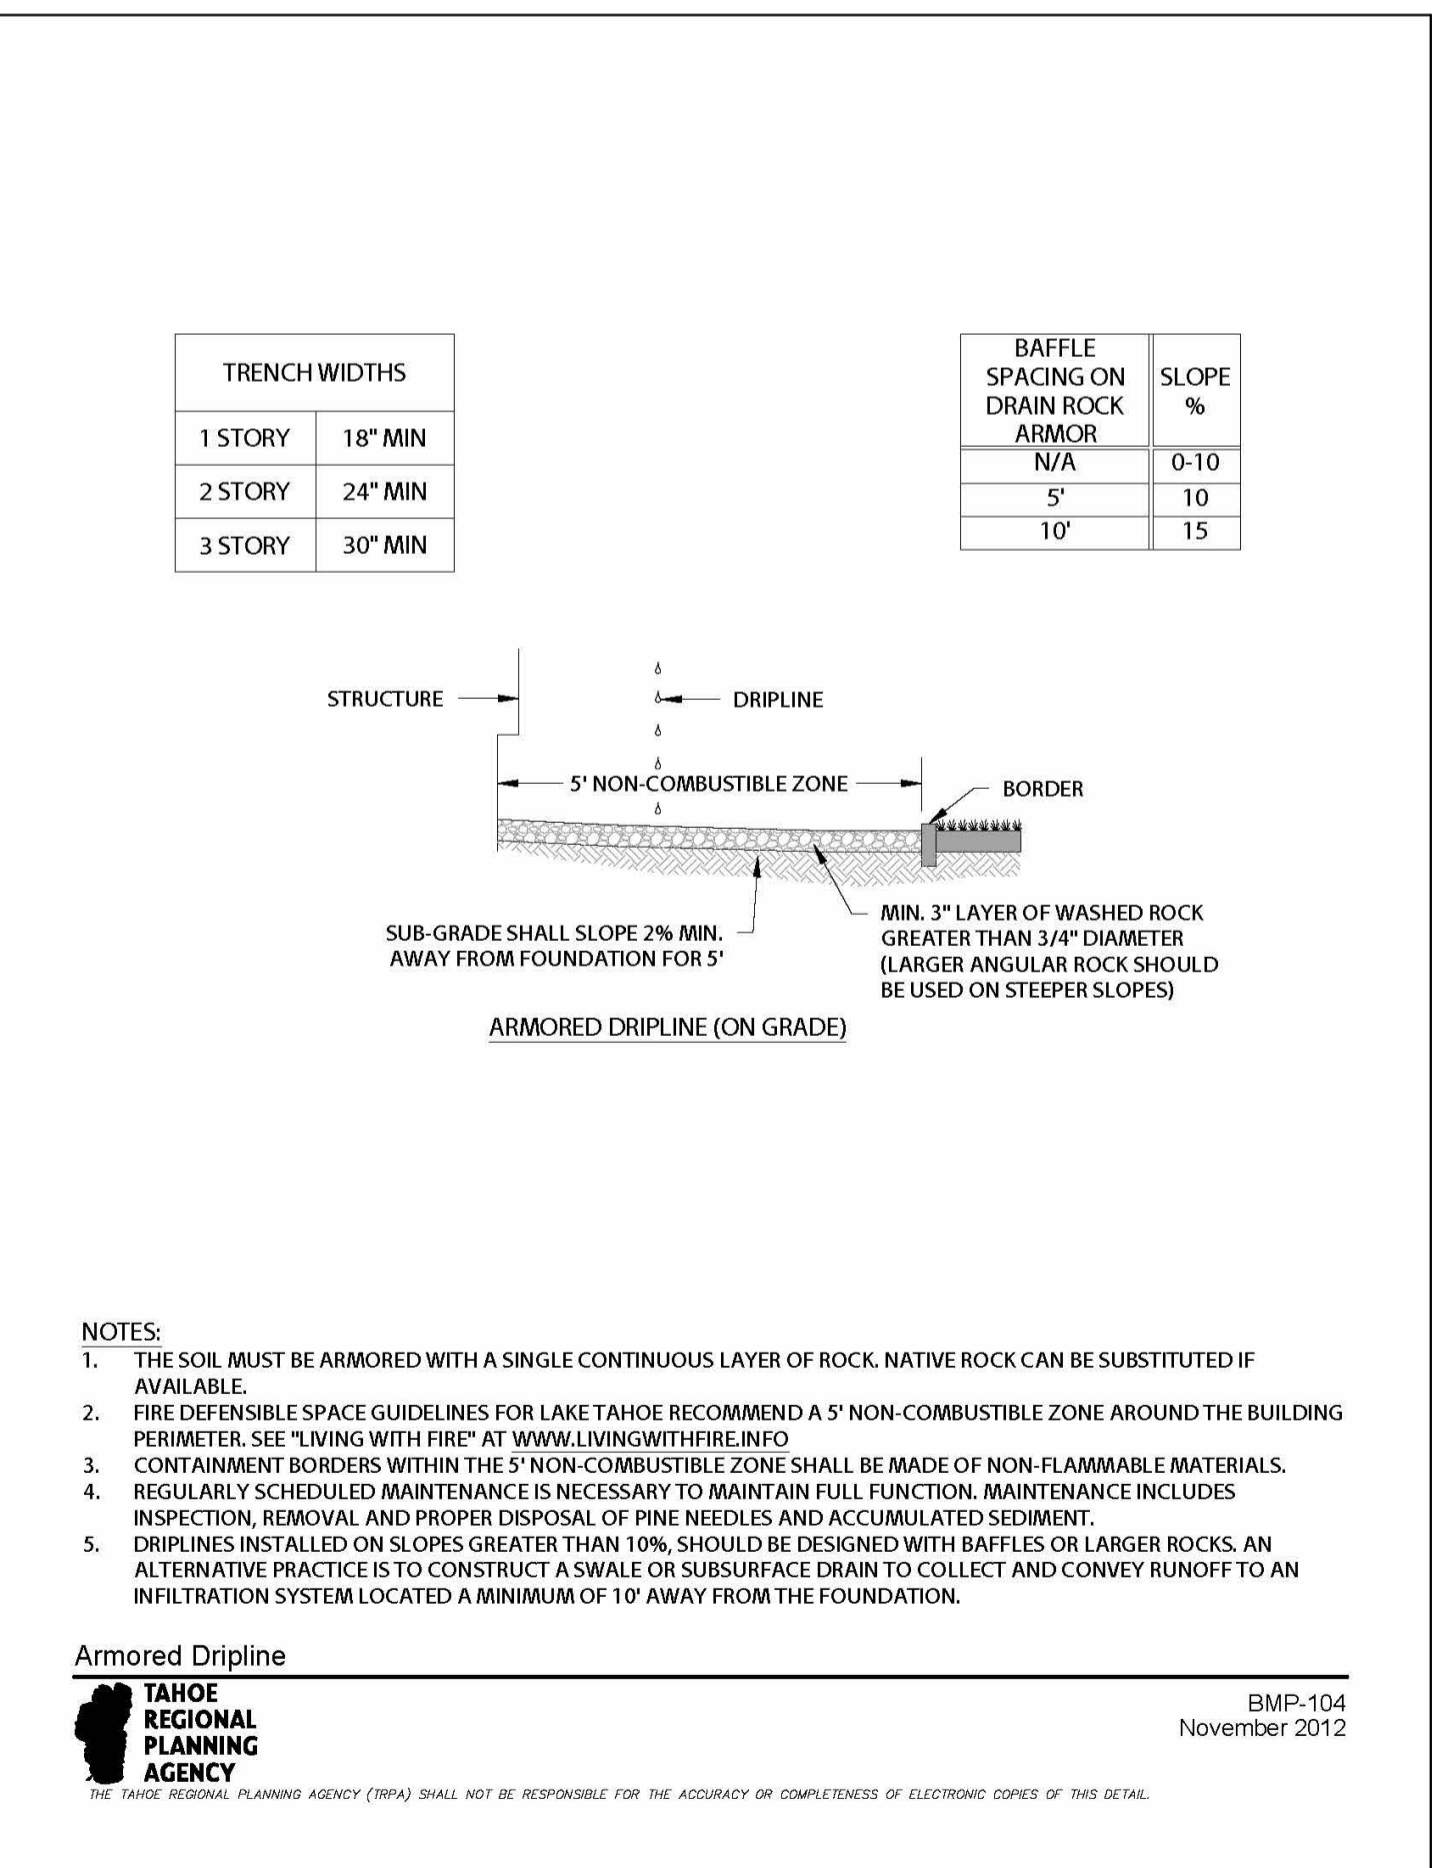 TRENCH WIDTHS
1 STORY 18" MIN
2 STORY 24" MIN
3 STORY 30" MIN
BAFFLE
SPACING ON
DRAIN ROCK
ARMOR
SLOPE
%
N/A 0-10
5' 10
10' 15
STRUCTURE
DRIPLINE
5' NON-COMBUSTIBLE ZONE
BORDER
SUB-GRADE SHALL SLOPE 2% MIN.
AWAY FROM FOUNDATION FOR 5'
MIN. 3" LAYER OF WASHED ROCK
GREATER THAN 3/4" DIAMETER
(LARGER ANGULAR ROCK SHOULD
BE USED ON STEEPER SLOPES)
ARMORED DRIPLINE (ON GRADE)
NOTES:
1. THE SOIL MUST BE ARMORED WITH A SINGLE CONTINUOUS LAYER OF ROCK. NATIVE ROCK CAN BE SUBSTITUTED IF
AVAILABLE.
2. FIRE DEFENSIBLE SPACE GUIDELINES FOR LAKE TAHOE RECOMMEND A 5' NON-COMBUSTIBLE ZONE AROUND THE BUILDING
PERIMETER. SEE "LIVING WITH FIRE" AT WWW.LIVINGWITHFIRE.INFO
3. CONTAINMENT BORDERS WITHIN THE 5' NON-COMBUSTIBLE ZONE SHALL BE MADE OF NON-FLAMMABLE MATERIALS.
4. REGULARLY SCHEDULED MAINTENANCE IS NECESSARY TO MAINTAIN FULL FUNCTION. MAINTENANCE INCLUDES
INSPECTION, REMOVAL AND PROPER DISPOSAL OF PINE NEEDLES AND ACCUMULATED SEDIMENT.
5. DRIPLINES INSTALLED ON SLOPES GREATER THAN 10%, SHOULD BE DESIGNED WITH BAFFLES OR LARGER ROCKS. AN
ALTERNATIVE PRACTICE IS TO CONSTRUCT A SWALE OR SUBSURFACE DRAIN TO COLLECT AND CONVEY RUNOFF TO AN
INFILTRATION SYSTEM LOCATED A MINIMUM OF 10' AWAY FROM THE FOUNDATION.
Armored Dripline
TAHOE
REGIONAL
PLANNING
AGENCY
BMP-104
November 2012
THE TAHOE REGIONAL PLANNING AGENCY (TRPA) SHALL NOT BE RESPONSIBLE FOR THE ACCURACY OR COMPLETENESS OF ELECTRONIC COPIES OF THIS DETAIL.